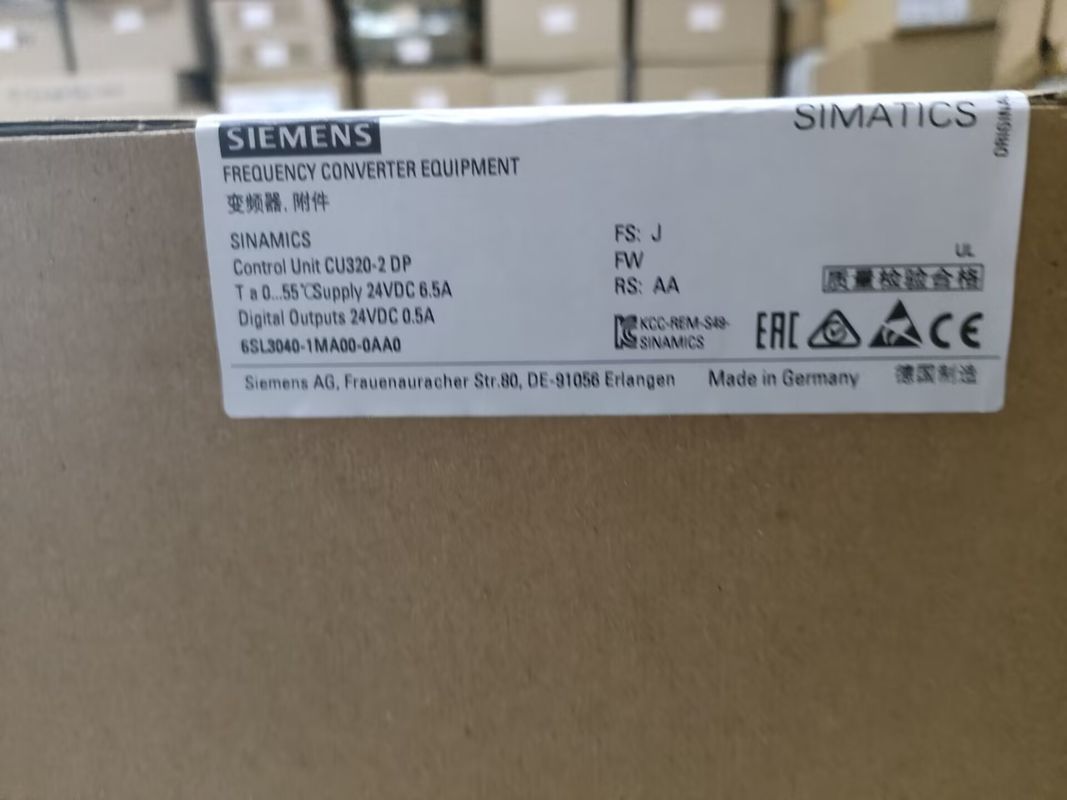 SIEMENS
SIMATICS
ORIGINA
FREQUENCY CONVERTER EQUIPMENT
变频器, 附件
SINAMICS
Control Unit CU320-2 DP
T a 0...55℃Supply 24VDC 6.5A
Digital Outputs 24VDC 0.5A
6SL3040-1MA00-0AA0
FS: J
FW
RS: AA
KCC-REM-S49-
SINAMICS
UL
质量检验合格
EAC
CE
Siemens AG, Frauenauracher Str.80, DE-91056 Erlangen
Made in Germany
德国制造